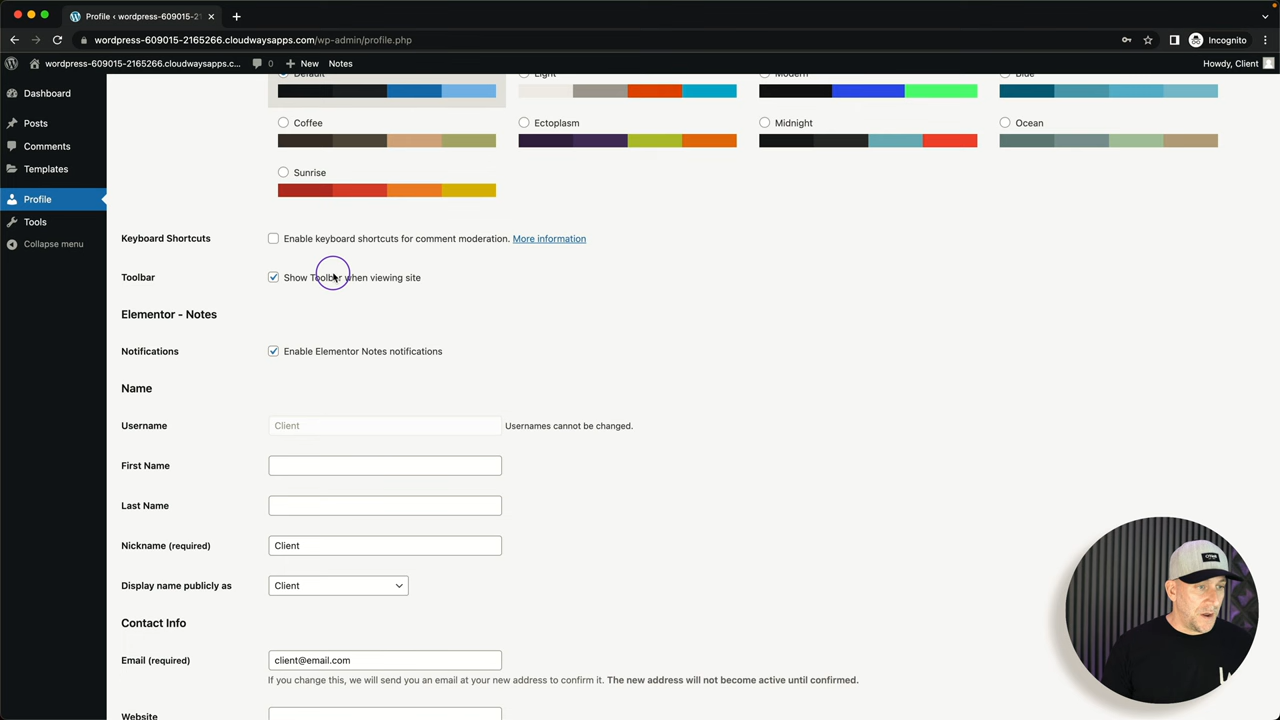 Profile ‹ wordpress-609015-21
wordpress-609015-2165266.cloudwaysapps.com/wp-admin/profile.php
Incognito
wordpress-609015-2165266.cloudwaysapps.c...
0
New
Notes
Howdy, Client
Dashboard
Posts
Comments
Templates
Profile
Tools
Collapse menu
Default
Light
Modern
Blue
Coffee
Ectoplasm
Midnight
Ocean
Sunrise
Keyboard Shortcuts
Enable keyboard shortcuts for comment moderation. More information
Toolbar
Show Toolbar when viewing site
Elementor - Notes
Notifications
Enable Elementor Notes notifications
Name
Username
Client
Usernames cannot be changed.
First Name
Last Name
Nickname (required)
Client
Display name publicly as
Client
Contact Info
Email (required)
client@email.com
If you change this, we will send you an email at your new address to confirm it. The new address will not become active until confirmed.
Website